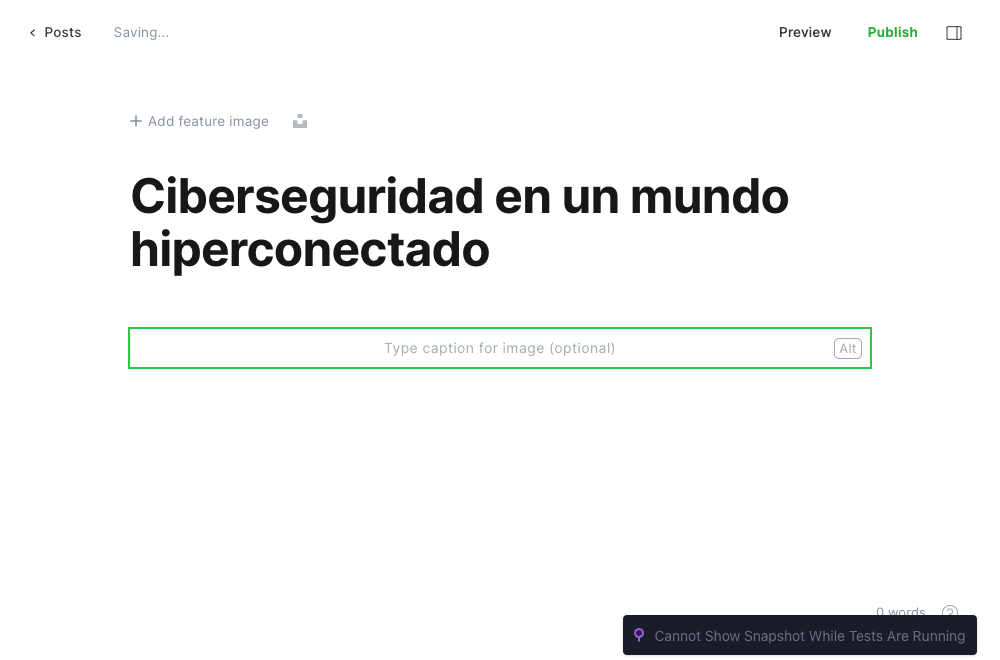 Posts
Saving...
Preview
Publish
Add feature image
Ciberseguridad en un mundo
hiperconectado
Type caption for image (optional)
Alt
0 words
?
Cannot Show Snapshot While Tests Are Running